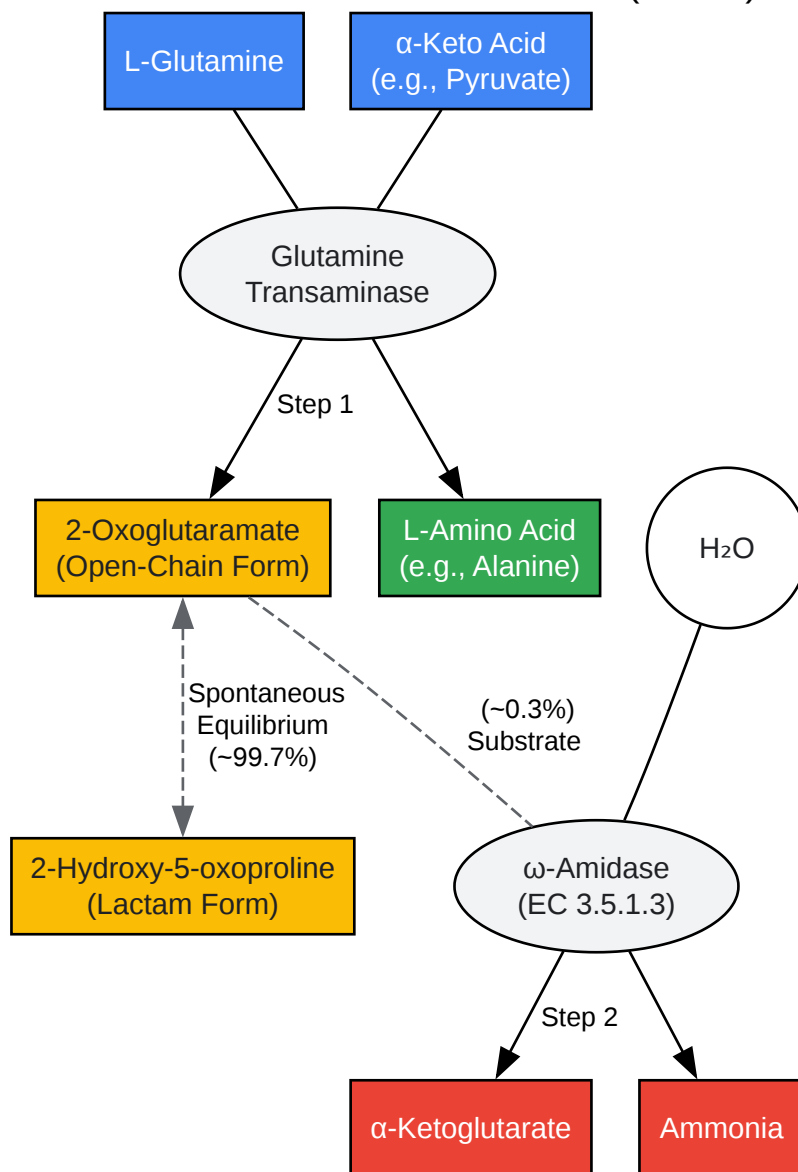 L-Glutamine
α-Keto Acid
(e.g., Pyruvate)
Glutamine
Transaminase
Step 1
2-Oxoglutaramate
(Open-Chain Form)
L-Amino Acid
(e.g., Alanine)
H₂O
Spontaneous
Equilibrium
(~99.7%)
(~0.3%)
Substrate
2-Hydroxy-5-oxoproline
(Lactam Form)
ω-Amidase
(EC 3.5.1.3)
Step 2
α-Ketoglutarate
Ammonia